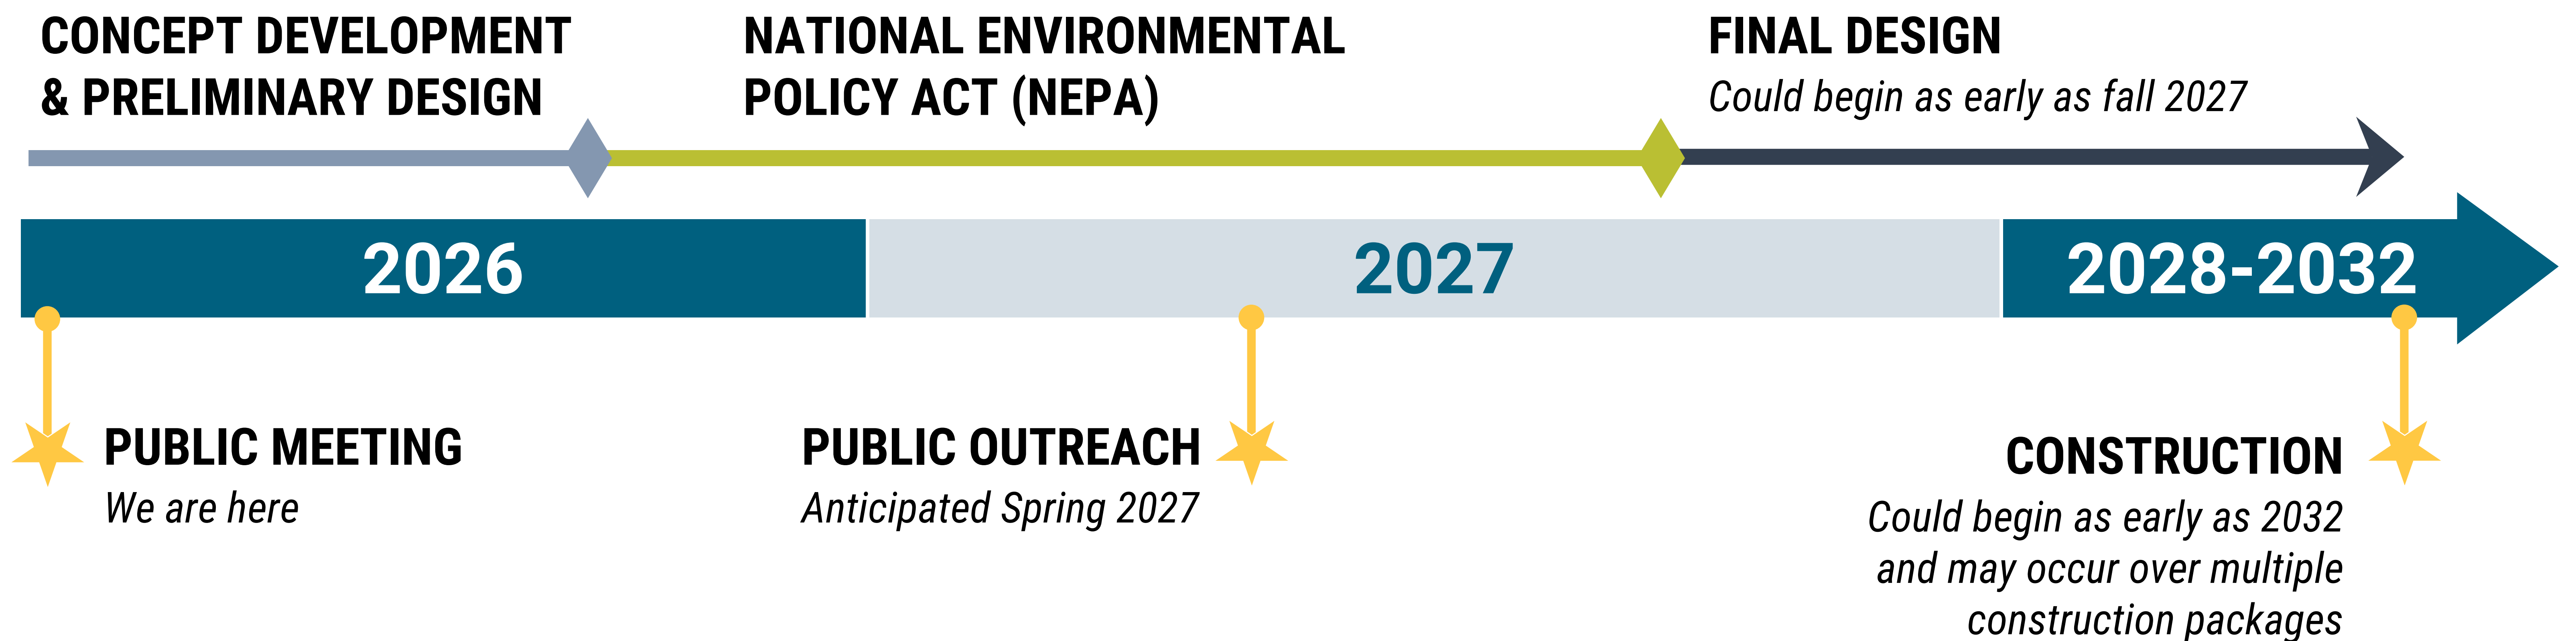 CONCEPT DEVELOPMENT
& PRELIMINARY DESIGN
NATIONAL ENVIRONMENTAL
POLICY ACT (NEPA)
FINAL DESIGN
Could begin as early as fall 2027
2026
2027
2028-2032
PUBLIC MEETING
We are here
PUBLIC OUTREACH
Anticipated Spring 2027
CONSTRUCTION
Could begin as early as 2032
and may occur over multiple
construction packages